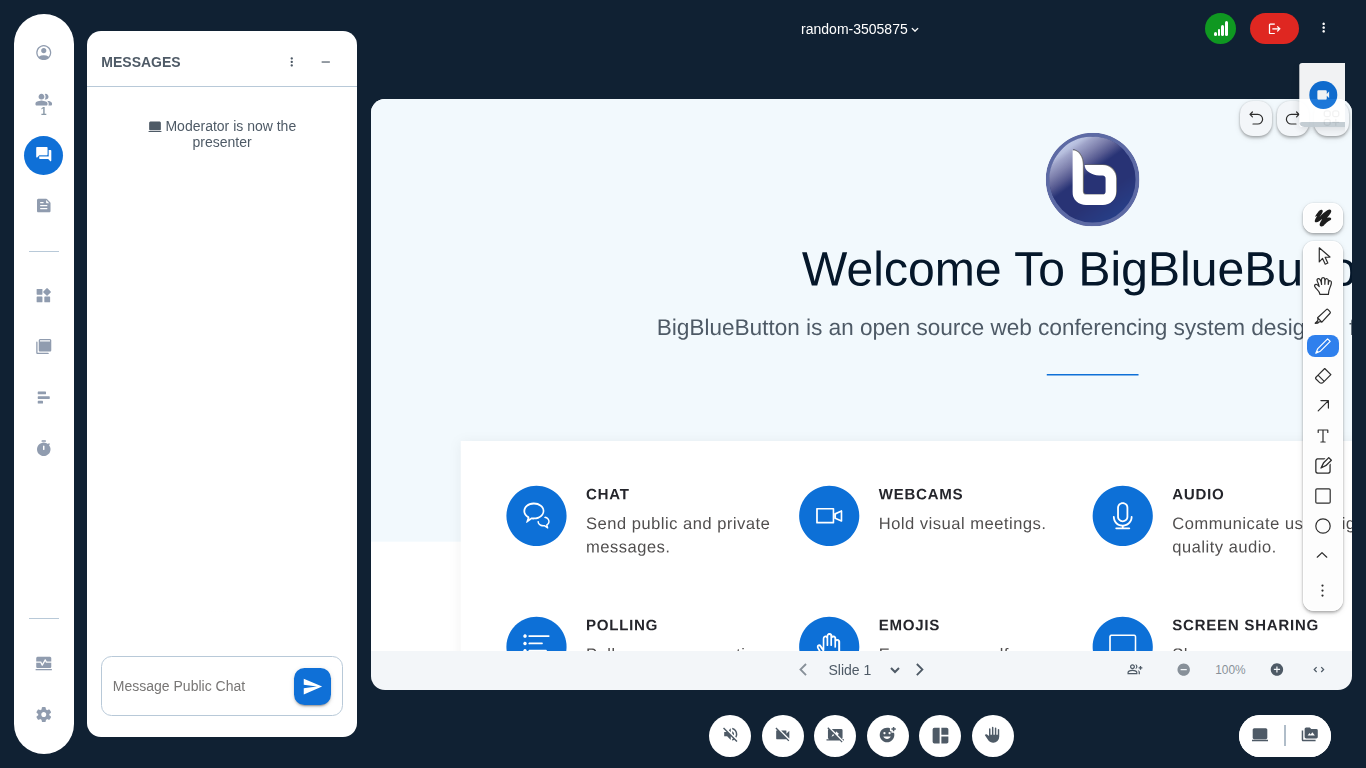 random-3505875
1
MESSAGES
Moderator is now the
presenter
Message Public Chat
Welcome To BigBlueBu
BigBlueButton is an open source web conferencing system desig
CHAT
Send public and private
messages.
WEBCAMS
Hold visual meetings.
AUDIO
Communicate us
quality audio.
POLLING
EMOJIS
SCREEN SHARING
Slide 1
100%